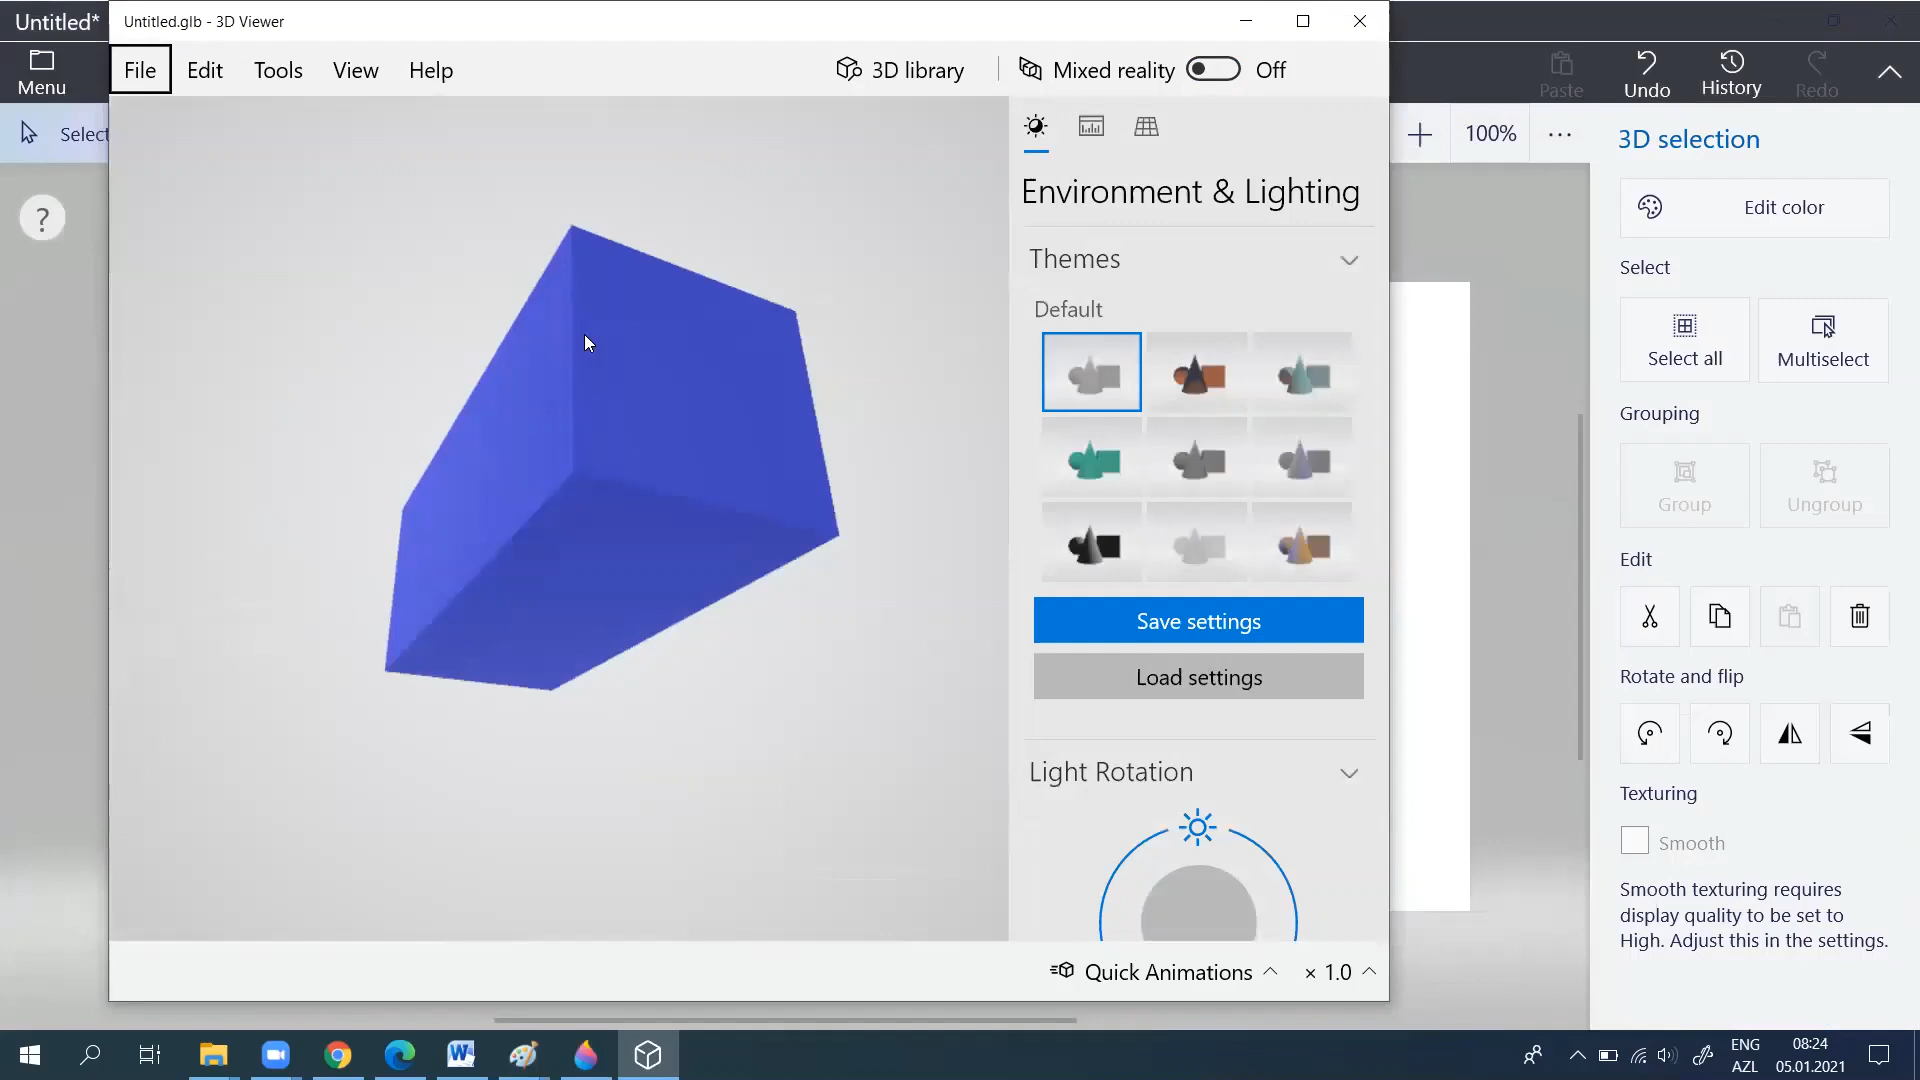 Untitled*
Untitled.glb - 3D Viewer
Menu
File
Edit
Tools
View
Help
3D library
Mixed reality
Off
Paste
Undo
History
Redo
Select
100%
?
Environment & Lighting
Themes
Default
Save settings
Load settings
Light Rotation
Quick Animations
× 1.0
3D selection
Edit color
Select
Select all
Multiselect
Grouping
Group
Ungroup
Edit
Rotate and flip
Texturing
Smooth
Smooth texturing requires
display quality to be set to
High. Adjust this in the settings.
W
ENG
AZL
08:24
05.01.2021